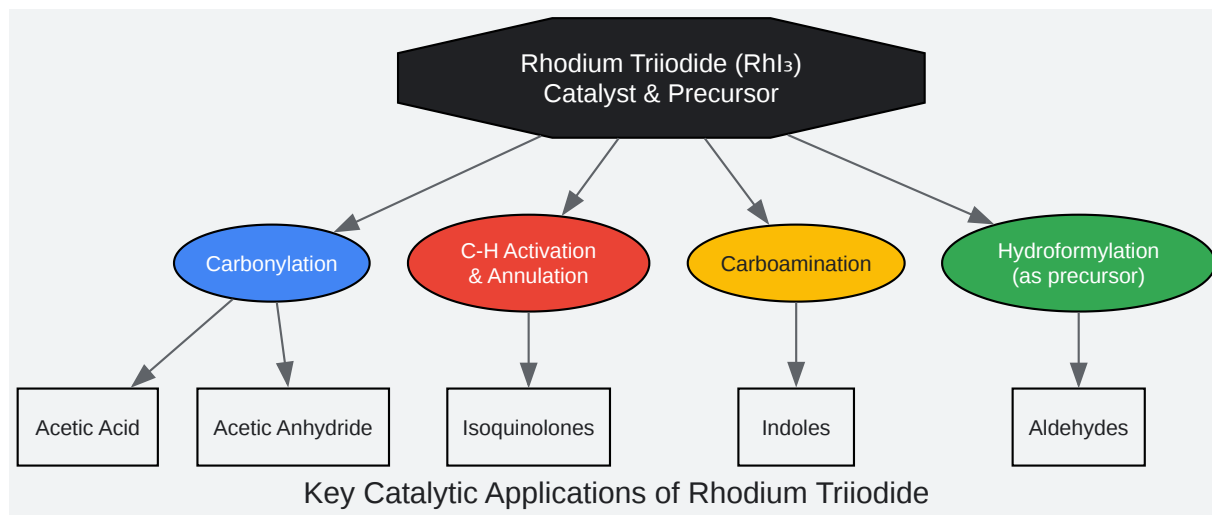 Rhodium Triiodide (RhI₃)
Catalyst & Precursor
Carbonylation
C-H Activation
& Annulation
Carboamination
Hydroformylation
(as precursor)
Acetic Acid
Acetic Anhydride
Isoquinolones
Indoles
Aldehydes
Key Catalytic Applications of Rhodium Triiodide